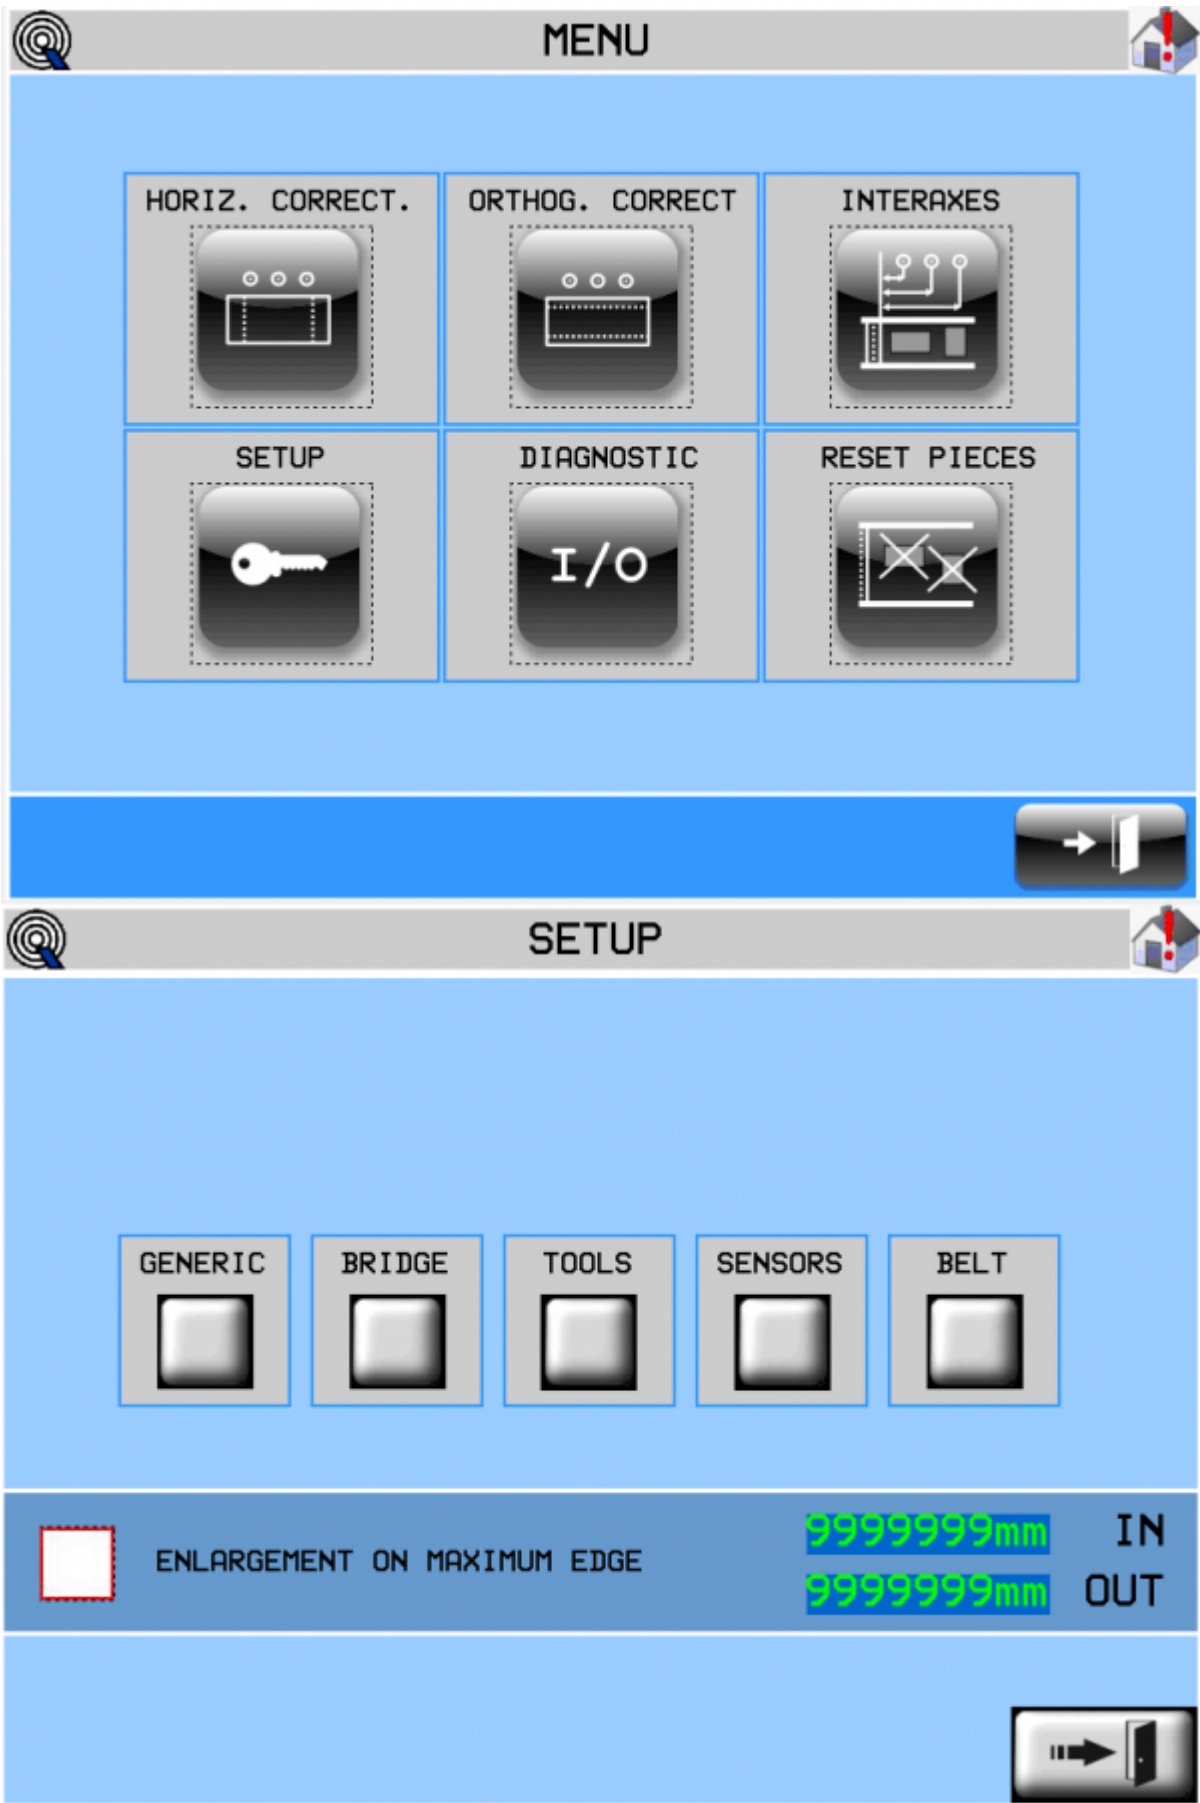 MENU
HORIZ. CORRECT. ORTHOG. CORRECT INTERAXES
SETUP DIAGNOSTIC RESET PIECES
I/O
SETUP
GENERIC BRIDGE TOOLS SENSORS BELT
9999999mm IN
ENLARGEMENT ON MAXIMUM EDGE
9999999mm OUT